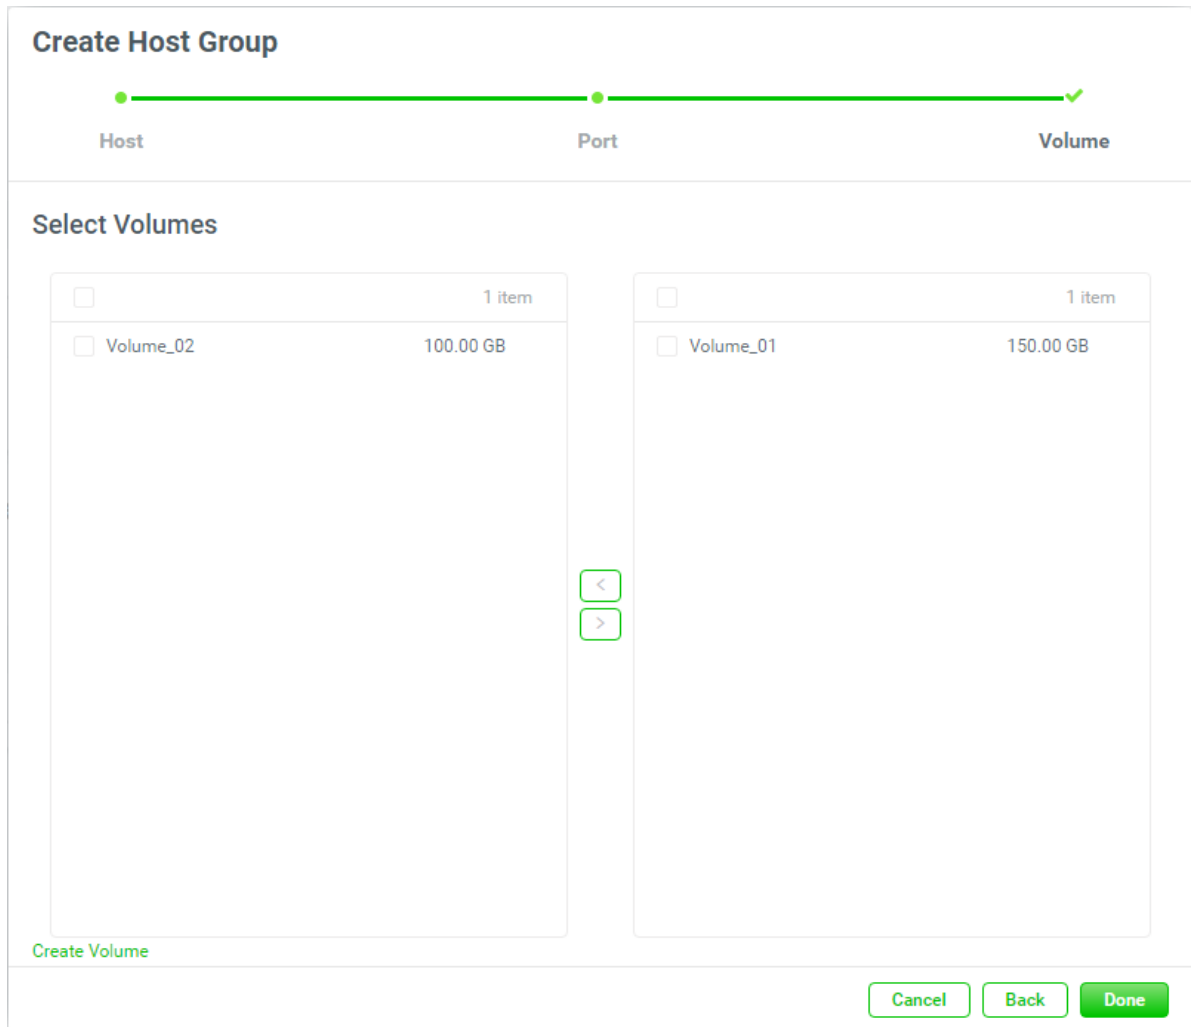 Create Host Group
Host Port Volume
Select Volumes
1 item 1 item
Volume_02 100.00 GB Volume_01 150.00 GB
<
>
Create Volume
Cancel Back Done